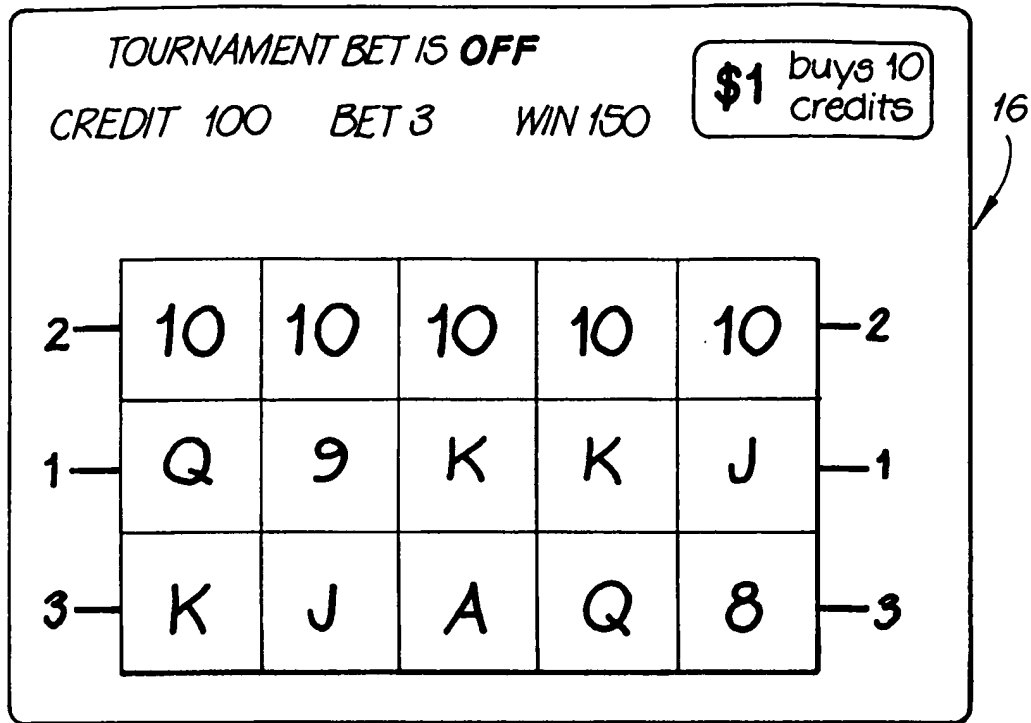 TOURNAMENT BET IS OFF
$1 buys 10
credits
CREDIT 100 BET 3 WIN 150
16
2 10 10 10 10 10 2
1 Q 9 K K J 1
3 K J A Q 8 3